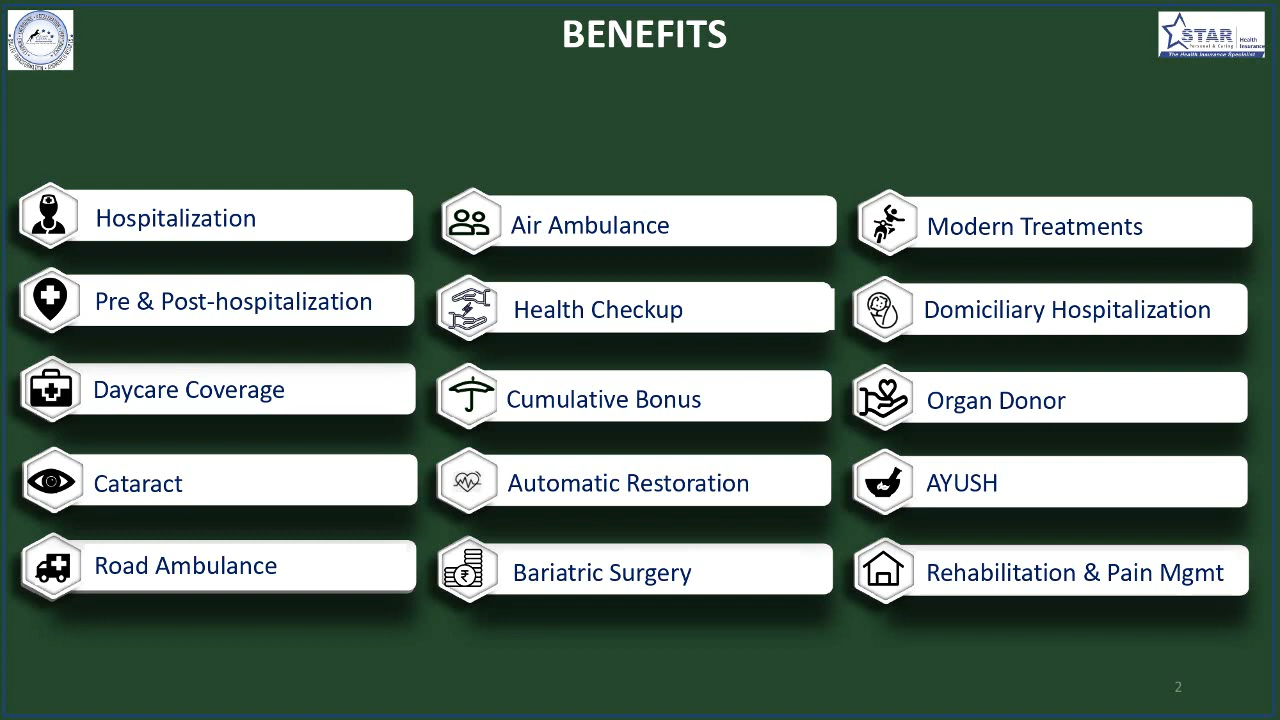 BENEFITS
STAR
Health
Insurance
Personal & Caring
The Health Insurance Specialist
Hospitalization
Air Ambulance
Modern Treatments
Pre & Post-hospitalization
Health Checkup
Domiciliary Hospitalization
Daycare Coverage
Cumulative Bonus
Organ Donor
Cataract
Automatic Restoration
AYUSH
Road Ambulance
Bariatric Surgery
Rehabilitation & Pain Mgmt
2